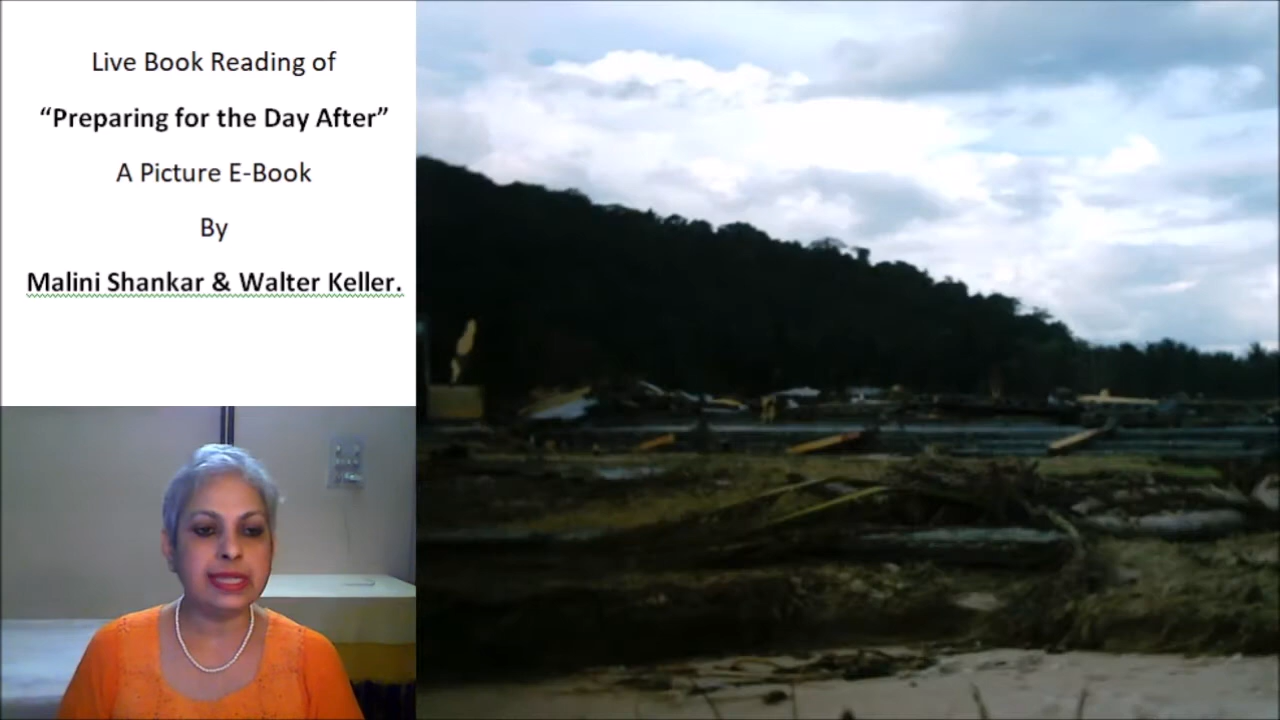 Live Book Reading of
“Preparing for the Day After”
A Picture E-Book
By
Malini Shankar & Walter Keller.